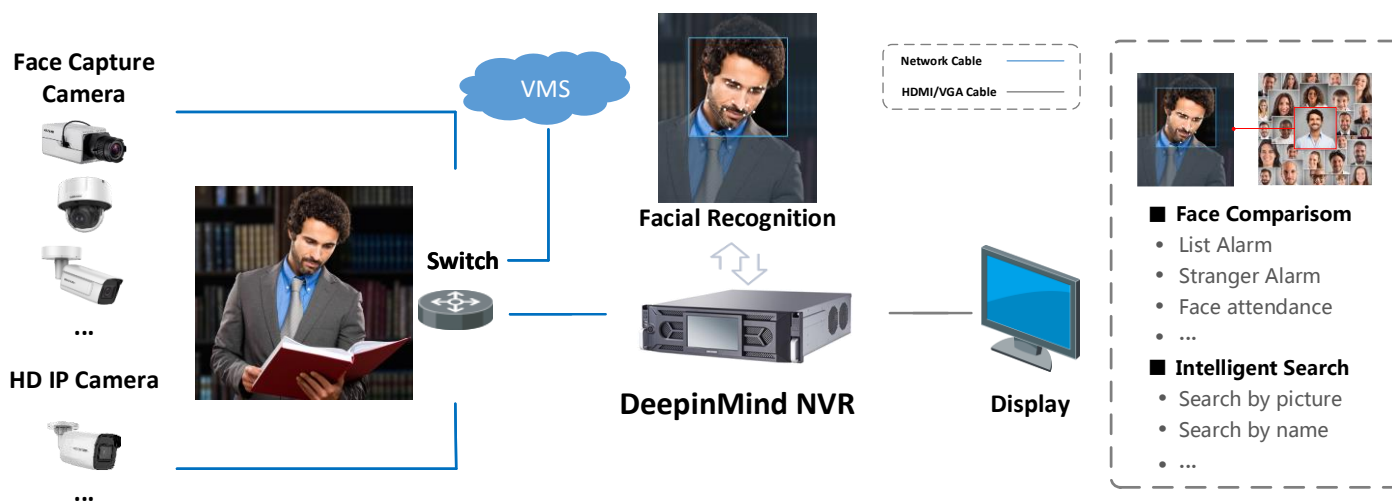 Face Capture
Camera
...
HD IP Camera
...
VMS
Switch
Facial Recognition
DeepinMind NVR
Network Cable
HDMI/VGA Cable
Display
■ Face Comparisom
• List Alarm
• Stranger Alarm
• Face attendance
• ...
■ Intelligent Search
• Search by picture
• Search by name
• ...